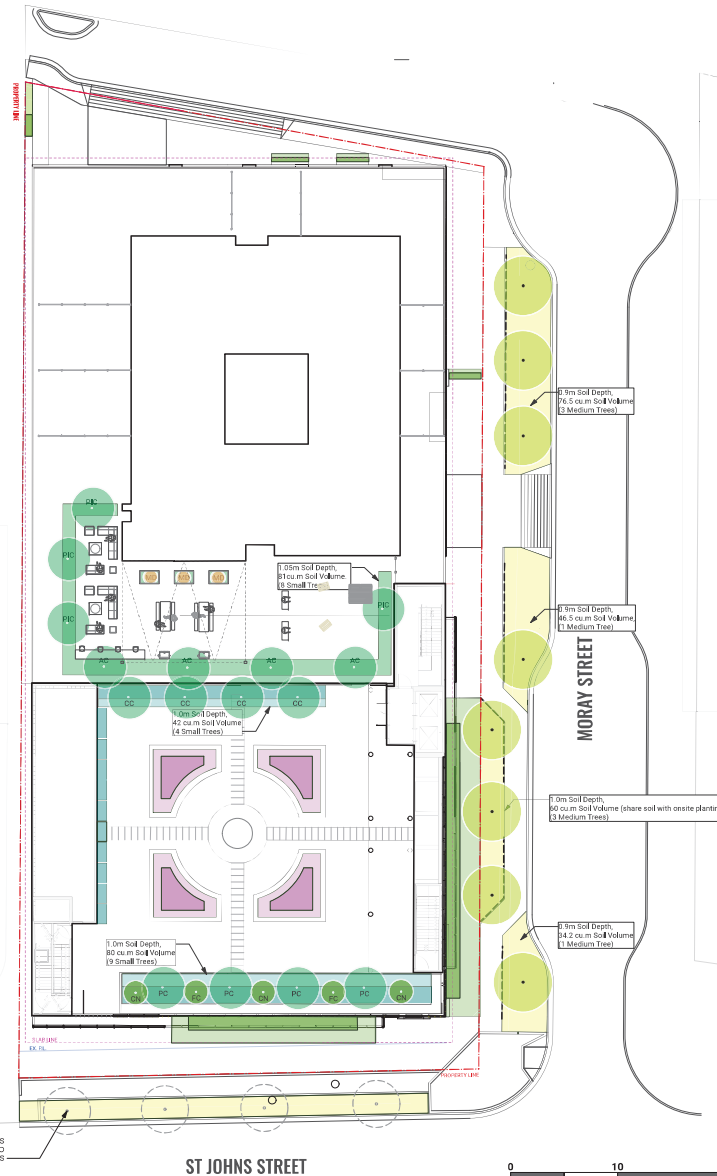 PROPERTY LINE
0.9m Soil Depth,
76.5 cu.m Soil Volume
(3 Medium Trees)
RIC
RIC
RIC
RIC
MD
MD
MD
1.05m Soil Depth,
81cu.m Soil Volume.
(8 Small Trees)
0.9m Soil Depth,
46.5 cu.m Soil Volume,
(1 Medium Tree)
MORAY STREET
AC
AC
AC
AC
CC
CC
CC
CC
1.0m Soil Depth,
42 cu.m Soil Volume
(4 Small Trees)
1.0m Soil Depth,
60 cu.m Soil Volume (share soil with onsite plantin
(3 Medium Trees)
0.9m Soil Depth,
34.2 cu.m Soil Volume
(1 Medium Tree)
1.0m Soil Depth,
80 cu.m Soil Volume
(9 Small Trees)
CN
PC
FC
PC
CN
PC
FC
PC
CN
SLAB LINE
EX. P.L.
PROPERTY LINE
S
D
S
ST JOHNS STREET
0
10